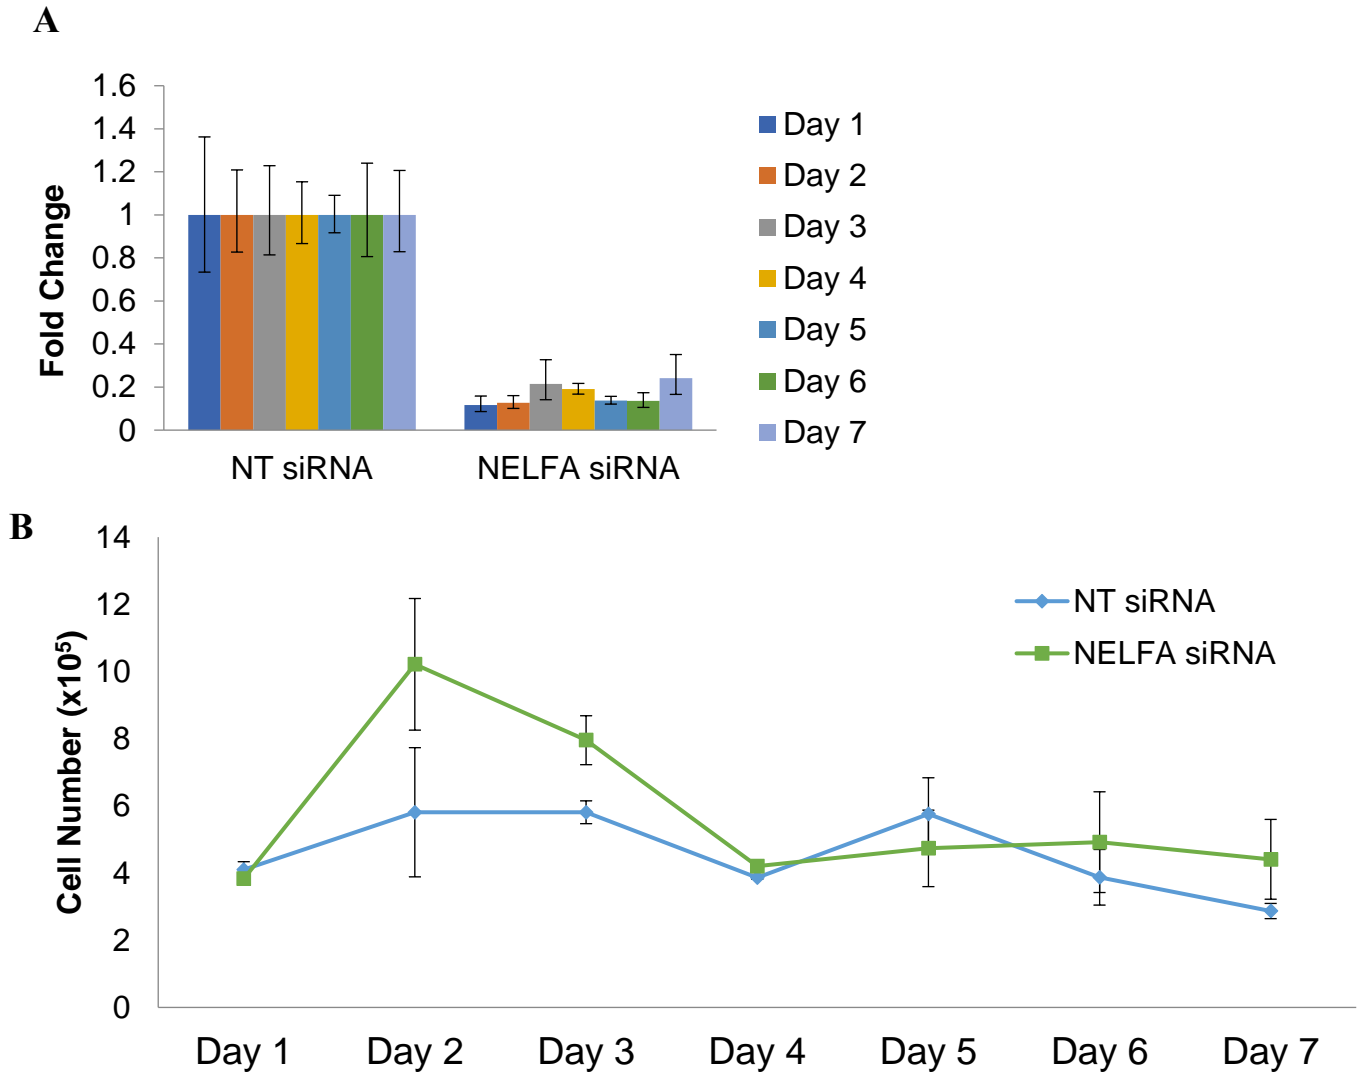 A
Fold Change
1.6
1.4
1.2
1
0.8
0.6
0.4
0.2
0
NT siRNA
NELFA siRNA
Day 1
Day 2
Day 3
Day 4
Day 5
Day 6
Day 7
B
Cell Number (x10⁵)
14
12
10
8
6
4
2
0
NT siRNA
NELFA siRNA
Day 1
Day 2
Day 3
Day 4
Day 5
Day 6
Day 7